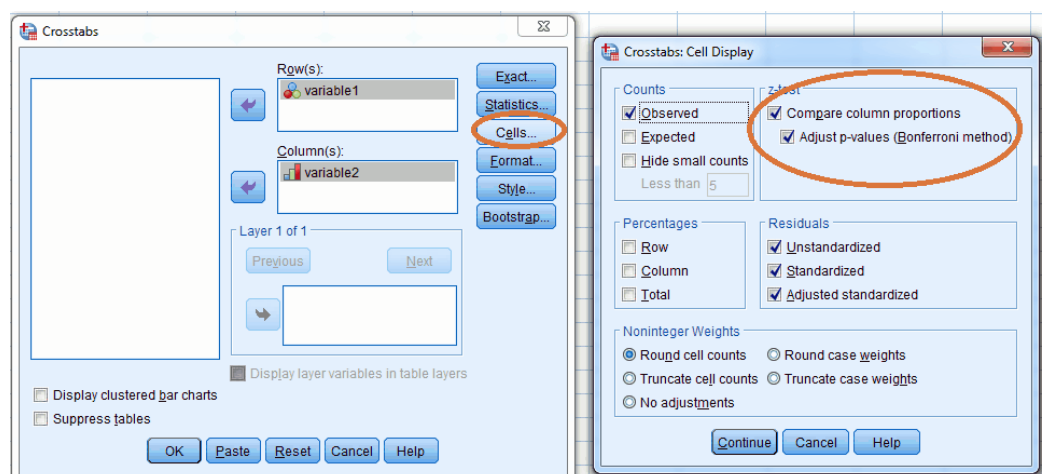 Crosstabs
Row(s):
variable1
Column(s):
variable2
Layer 1 of 1
Previous
Next
Display layer variables in table layers
Display clustered bar charts
Suppress tables
Exact...
Statistics...
Cells...
Format...
Style...
Bootstrap...
OK
Paste
Reset
Cancel
Help
Crosstabs: Cell Display
Counts
Observed
Expected
Hide small counts
Less than 5
z-test
Compare column proportions
Adjust p-values (Bonferroni method)
Percentages
Row
Column
Total
Residuals
Unstandardized
Standardized
Adjusted standardized
Noninteger Weights
Round cell counts Round case weights
Truncate cell counts Truncate case weights
No adjustments
Continue
Cancel
Help